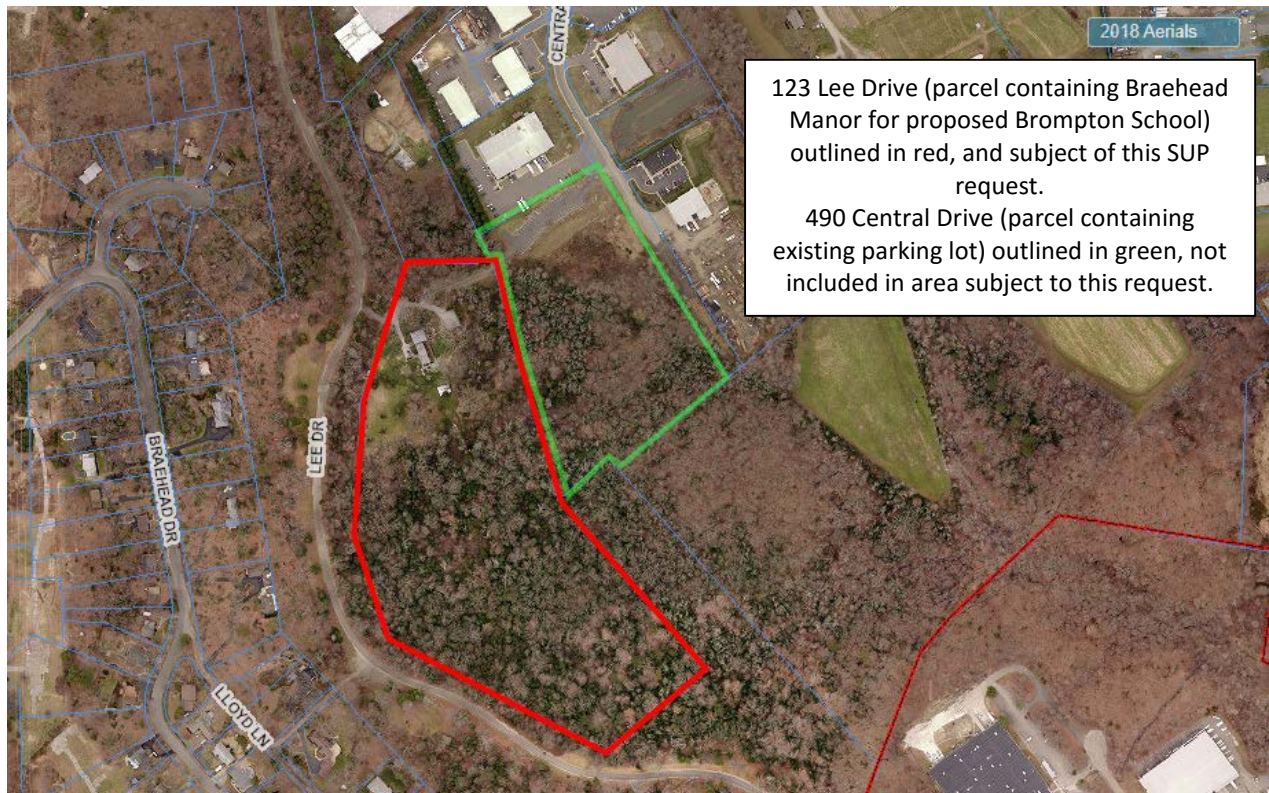 2018 Aerials
CENTRA
123 Lee Drive (parcel containing Braehead
Manor for proposed Brompton School)
outlined in red, and subject of this SUP
request.
490 Central Drive (parcel containing
existing parking lot) outlined in green, not
included in area subject to this request.
LEE DR
BRAEHEAD DR
LLOYD LN